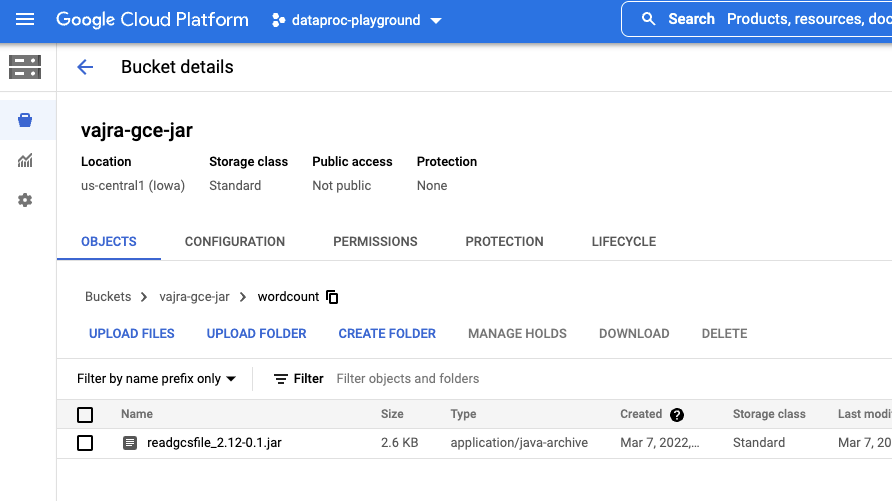 Google Cloud Platform dataproc-playground Search Products, resources, doc
Bucket details
vajra-gce-jar
Location Storage class Public access Protection
us-central1 (Iowa) Standard Not public None
OBJECTS CONFIGURATION PERMISSIONS PROTECTION LIFECYCLE
Buckets > vajra-gce-jar > wordcount
UPLOAD FILES UPLOAD FOLDER CREATE FOLDER MANAGE HOLDS DOWNLOAD DELETE
Filter by name prefix only Filter Filter objects and folders
Name Size Type Created ? Storage class Last modi
readgcsfile_2.12-0.1.jar 2.6 KB application/java-archive Mar 7, 2022,... Standard Mar 7, 20